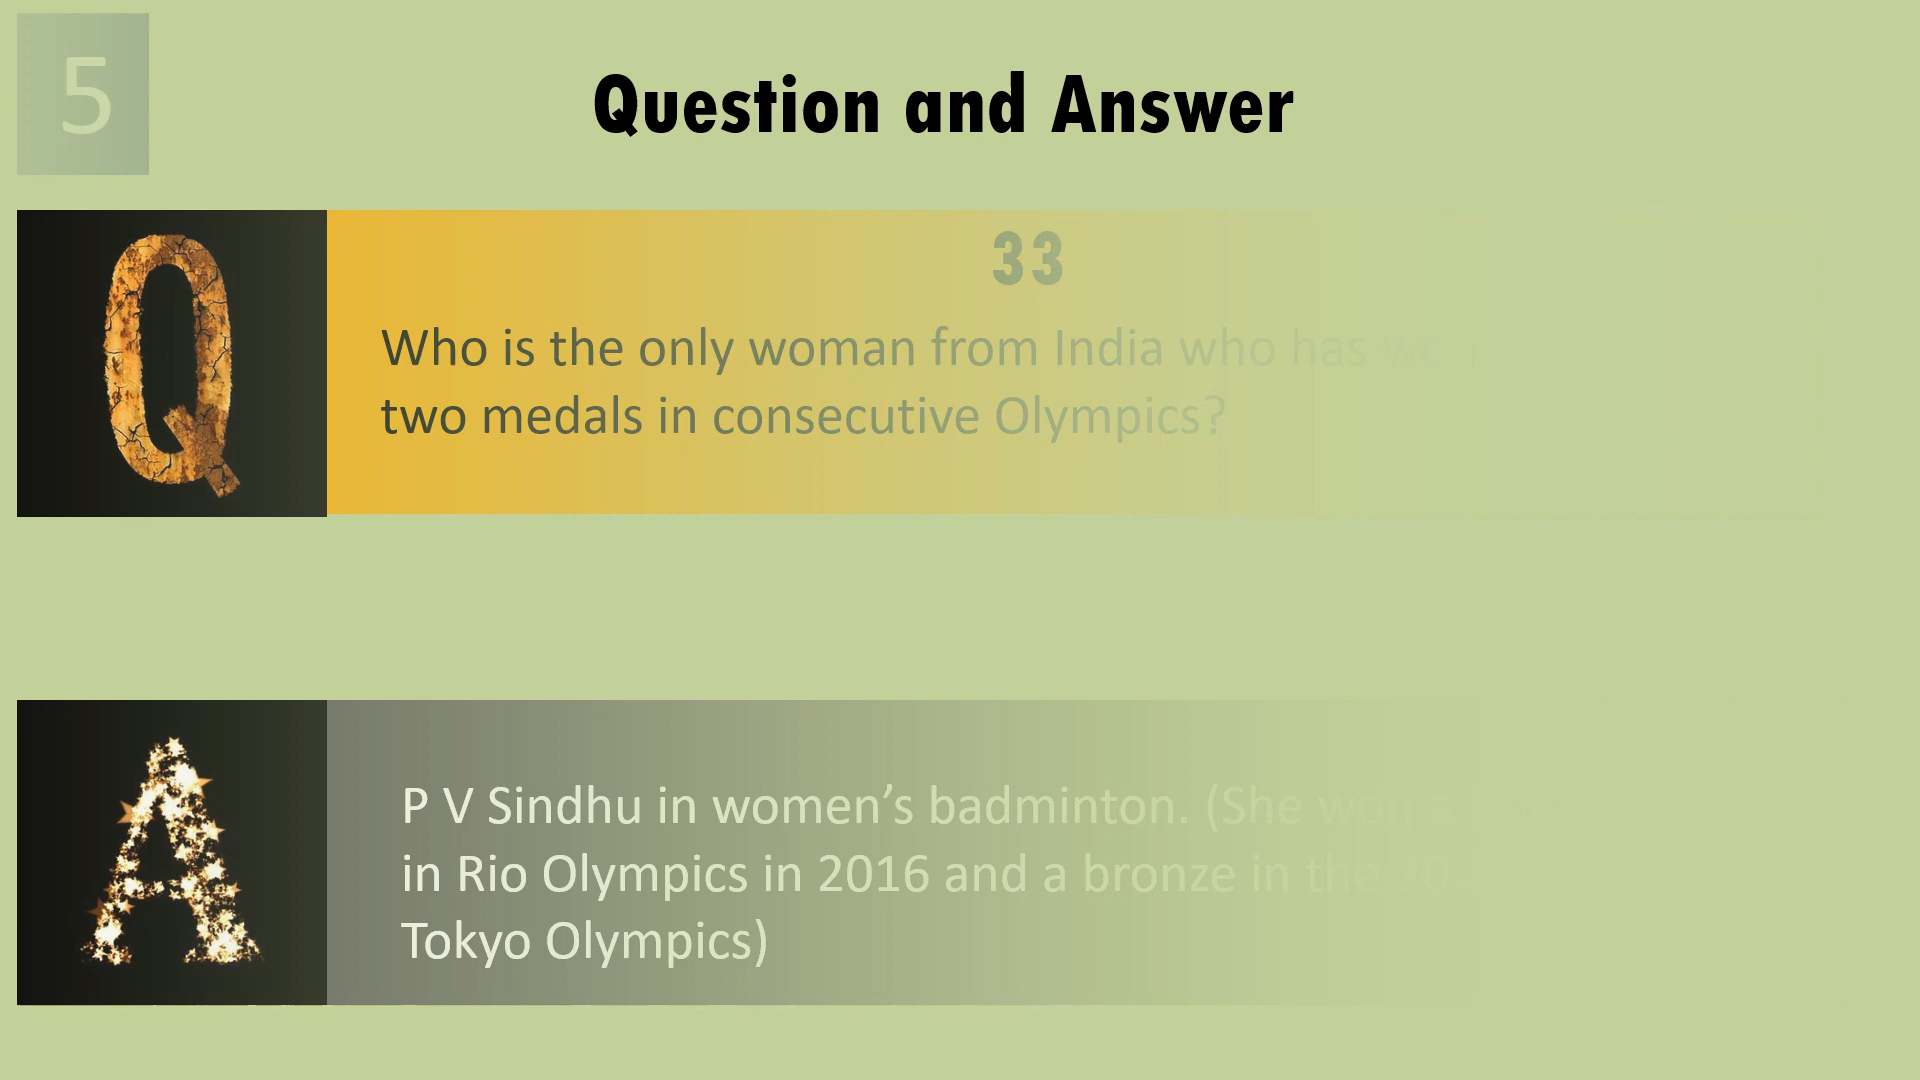 5
Question and Answer
Q
33
Who is the only woman from India who has won
two medals in consecutive Olympics?
A
P V Sindhu in women’s badminton. (She won a
in Rio Olympics in 2016 and a bronze in the
Tokyo Olympics)